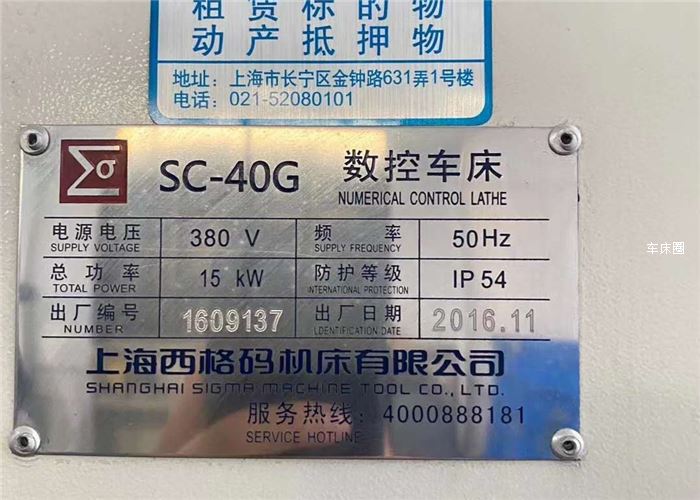 租赁标的物
动产抵押物
地址：上海市长宁区金钟路631弄1号楼
电话：021-52080101
Σσ SC-40G 数控车床
NUMERICAL CONTROL LATHE
电源电压 380 V 频率 50Hz
SUPPLY VOLTAGE SUPPLY FREQUENCY
总功率 15 kW 防护等级 IP 54
TOTAL POWER INTERNATIONAL PROTECTION
出厂编号 1609137 出厂日期 2016.11
NUMBER LDENTIFICATION DATE
上海西格码机床有限公司
SHANGHAI SIGMA MACHINE TOOL CO.,LTD.
服务热线：4000888181
SERVICE HOTLINE
车床圈